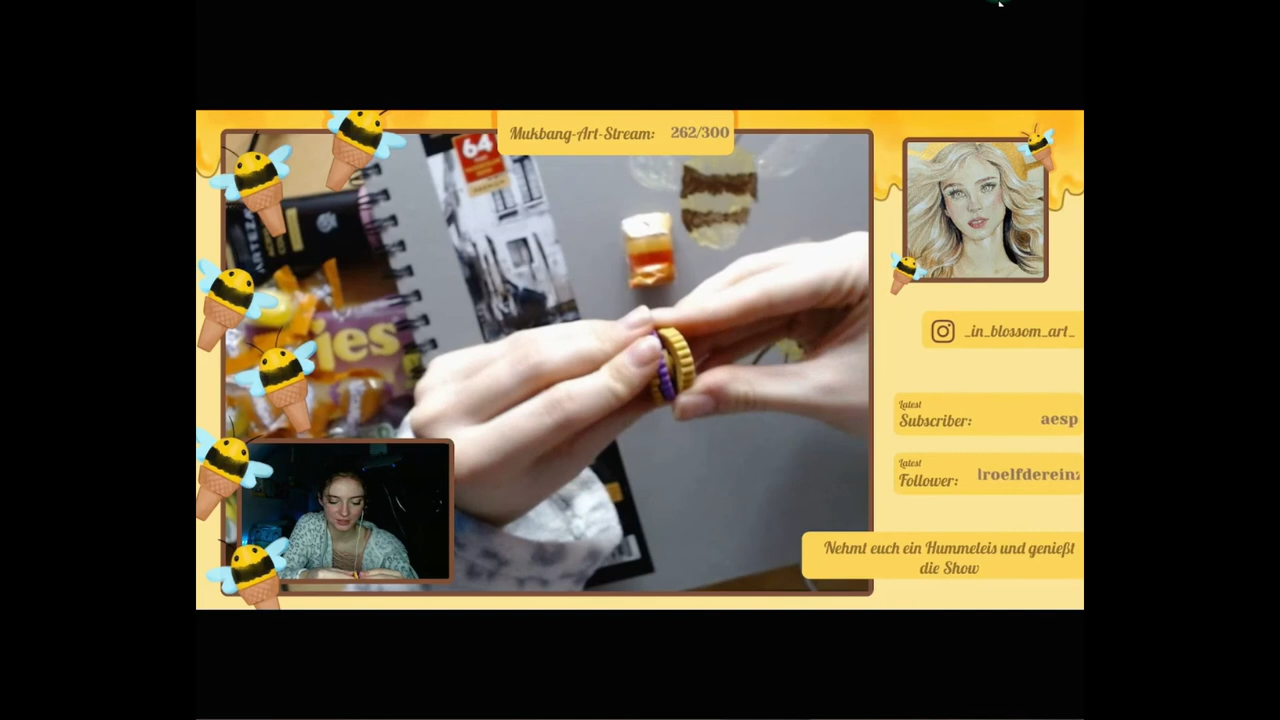 Mukbang-Art-Stream: 262/300
64
ARTEZA
ies
_in_blossom_art_
Latest
Subscriber: aesp
Latest
Follower: lroelfdereinz
Nehmt euch ein Hummeleis und genießt
die Show